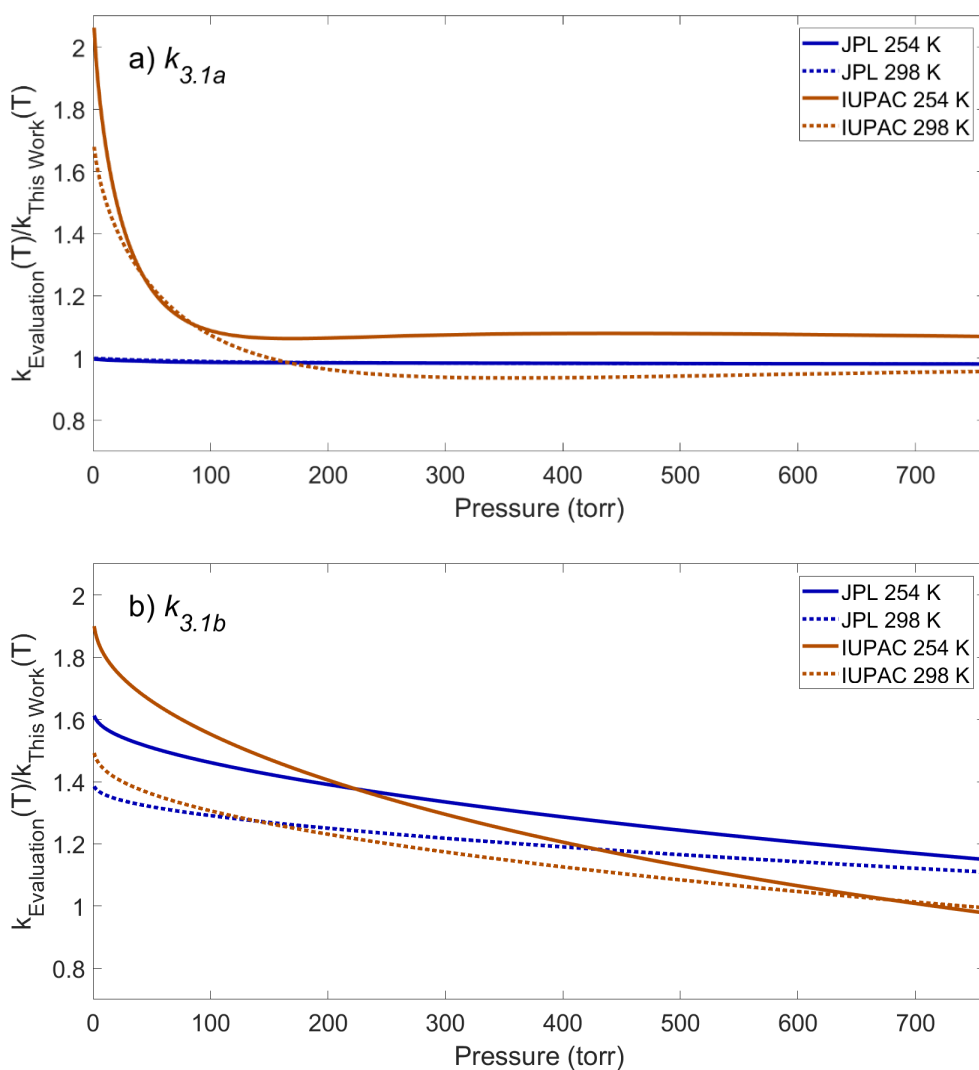 a) k3.1a
kEvaluation(T)/kThis Work(T)
2
1.8
1.6
1.4
1.2
1
0.8
JPL 254 K
JPL 298 K
IUPAC 254 K
IUPAC 298 K
0 100 200 300 400 500 600 700
Pressure (torr)
b) k3.1b
kEvaluation(T)/kThis Work(T)
2
1.8
1.6
1.4
1.2
1
0.8
JPL 254 K
JPL 298 K
IUPAC 254 K
IUPAC 298 K
0 100 200 300 400 500 600 700
Pressure (torr)